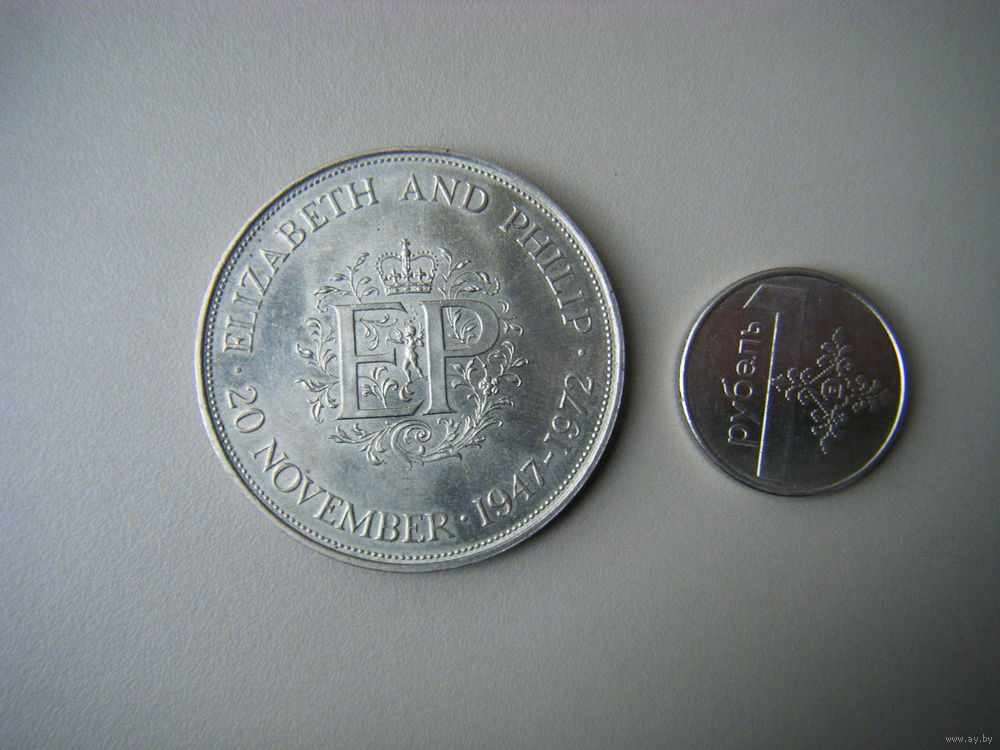 ELIZABETH AND PHILIP
20 NOVEMBER · 1947-1972
EP
1
рубель
www.ay.by